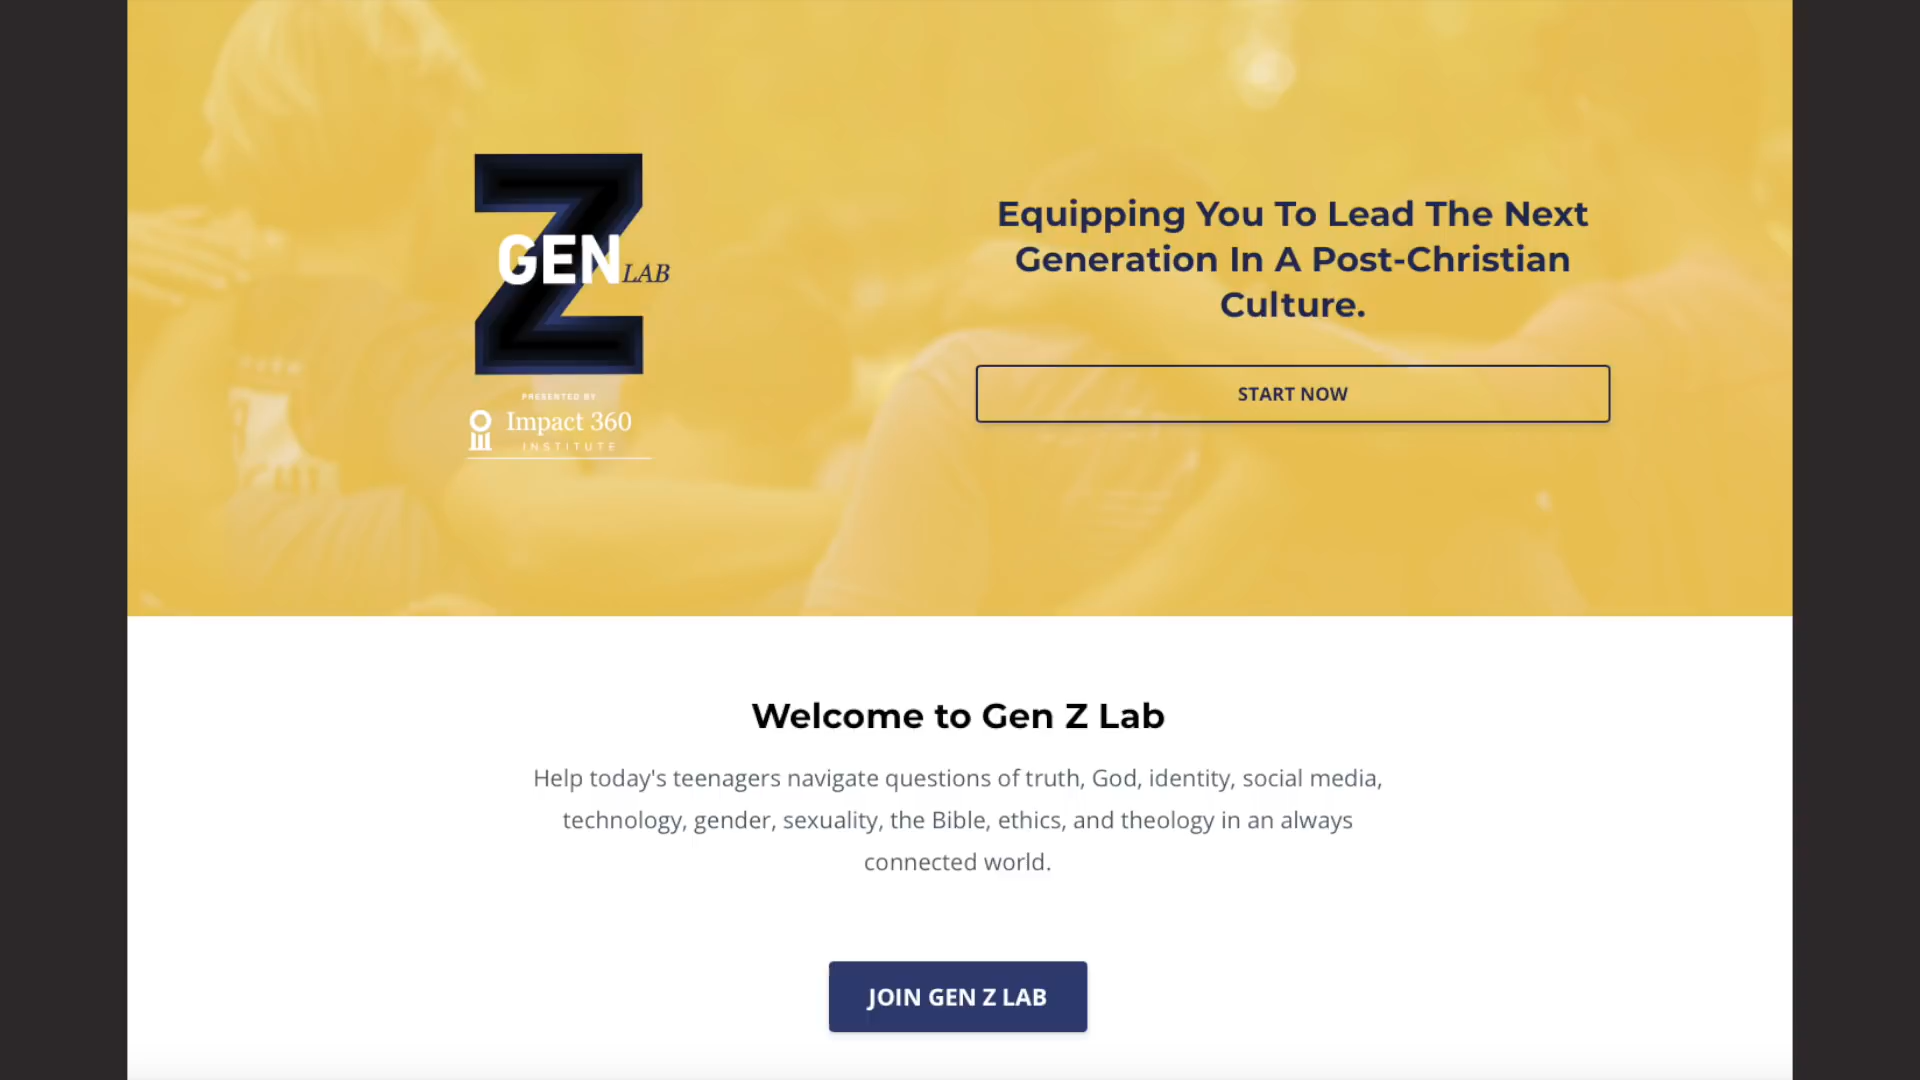 GEN LAB
PRESENTED BY
Impact 360
INSTITUTE
Equipping You To Lead The Next
Generation In A Post-Christian
Culture.
START NOW
Welcome to Gen Z Lab
Help today's teenagers navigate questions of truth, God, identity, social media,
technology, gender, sexuality, the Bible, ethics, and theology in an always
connected world.
JOIN GEN Z LAB